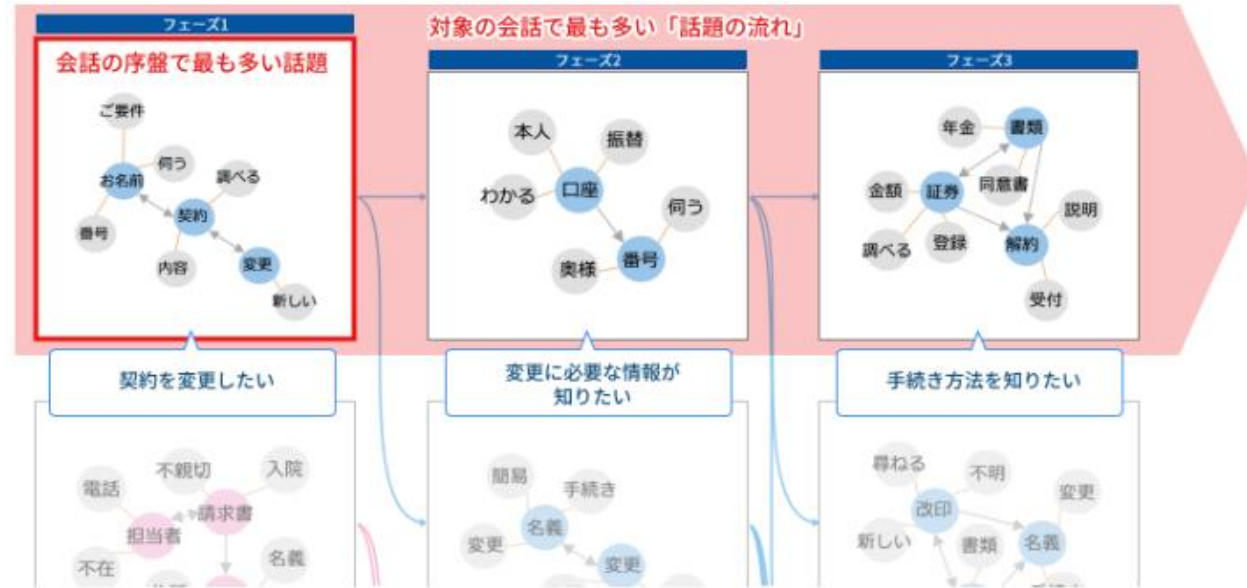 フェーズ1
対象の会話で最も多い「話題の流れ」
会話の序盤で最も多い話題
ご要件
伺う
お名前
調べる
契約
番号
内容
変更
新しい
フェーズ2
本人
振替
わかる
口座
伺う
奥様
番号
フェーズ3
年金
書類
金額
証券
同意書
説明
調べる
登録
解約
受付
契約を変更したい
変更に必要な情報が
知りたい
手続き方法を知りたい
不親切
入院
電話
請求書
担当者
不在
名義
簡易
手続き
名義
変更
変更
尋ねる
不明
変更
改印
新しい
書類
名義